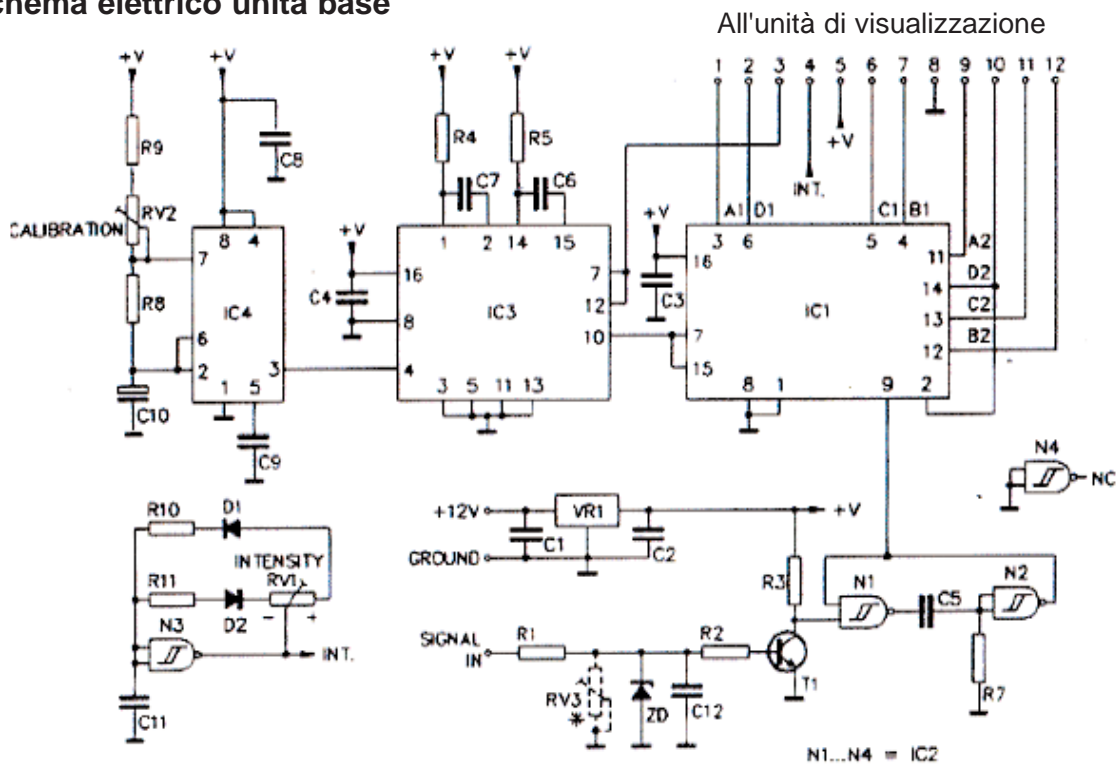 chema elettrico unità base
All'unità di visualizzazione
+V +V +V 1 2 3 4 5 6 7 8 9 10 11 12
R9 C8 R4 R5 +V
C7 C6 INT.
CALIBRATION RV2 +V +V A1 D1 C1 B1
8 4 1 2 14 15 3 6 5 4 A2
7 16 7 16 11 D2
R8 IC4 C4 IC3 12 C3 IC1 14 C2
6 8 10 7 13 B2
2 3 4 15 12
1 5 3 5 11 13 8 1 9 2
C10 C9
N4
NC
R10 D1 +12V VR1 +V
INTENSITY C1 C2
R11 RV1 GROUND R3 N1 N2
D2 - + C5
N3 SIGNAL R1 R2
INT. IN
RV3 T1 R7
C11 * ZD C12
N1...N4 = IC2